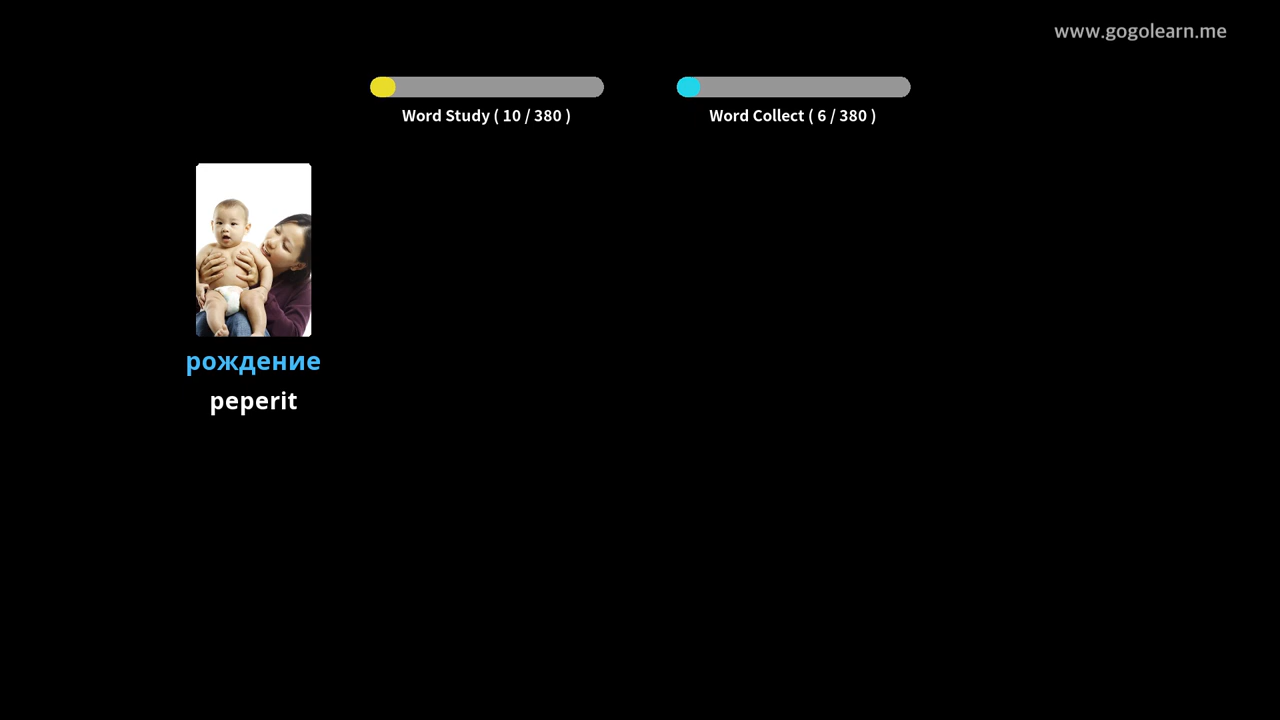 www.gogolearn.me
Word Study ( 10 / 380 )
Word Collect ( 6 / 380 )
рождение
peperit